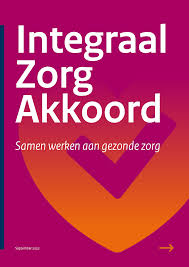 Integraal
Zorg
Akkoord
Samen werken aan gezonde zorg
September 2022